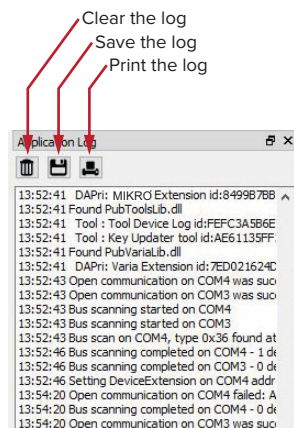 Clear the log
Save the log
Print the log
Application Log
13:52:41 DAPri: MIKRO Extension id:8499B7BB
13:52:41 Found PubToolsLib.dll
13:52:41 Tool : Tool Device Log id:FEFC3A5B6E
13:52:41 Tool : Key Updater tool id:AE61135FF
13:52:41 Found PubVariaLib.dll
13:52:41 DAPri: Varia Extension id:7ED021624D
13:52:43 Open communication on COM4 was suc
13:52:43 Open communication on COM3 was suc
13:52:43 Bus scanning started on COM4
13:52:43 Bus scanning started on COM3
13:52:43 Bus scan on COM4, type 0x36 found at
13:52:46 Bus scanning completed on COM4 - 1 de
13:52:46 Bus scanning completed on COM3 - 0 de
13:52:46 Setting DeviceExtension on COM4 addr
13:54:20 Open communication on COM4 failed: A
13:54:20 Bus scanning completed on COM4 - 0 de
13:54:20 Open communication on COM3 was suc